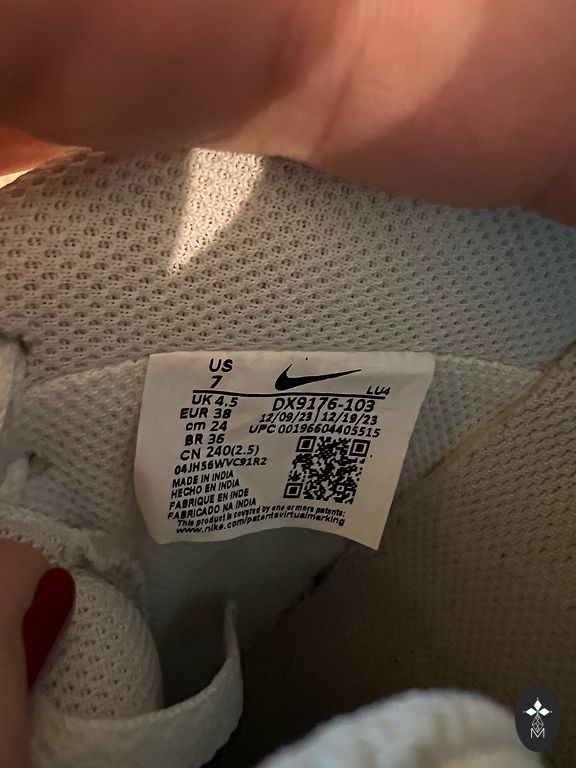 US
7
LU4
UK 4.5
DX9176-103
EUR 38
12/09/23 12/19/23
cm 24
UPC 00196604405515
BR 36
CN 240(2.5)
04JH56WVC91R2
MADE IN INDIA
HECHO EN INDIA
FABRIQUE EN INDE
FABRICADO NA INDIA
This product is covered by one or more patents:
www.nike.com/patentsvirtualmarking
M